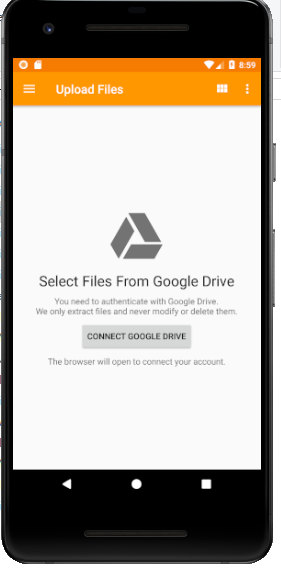 8:59
Upload Files
Select Files From Google Drive
You need to authenticate with Google Drive.
We only extract files and never modify or delete them.
CONNECT GOOGLE DRIVE
The browser will open to connect your account.